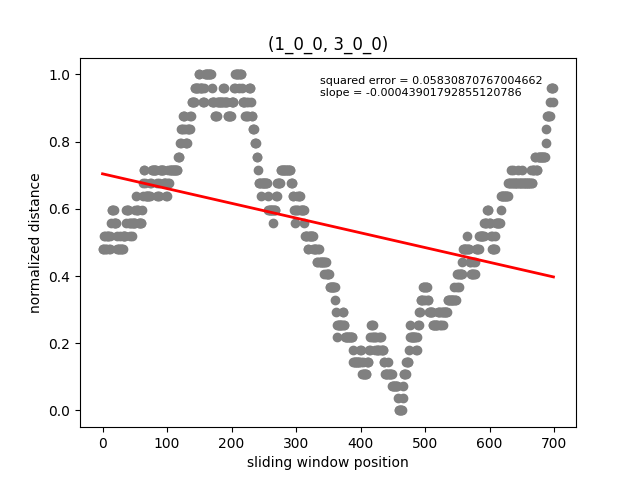 (1_0_0, 3_0_0)
squared error = 0.05830870767004662
slope = -0.00043901792855120786
1.0
0.8
0.6
0.4
0.2
0.0
normalized distance
0 100 200 300 400 500 600 700
sliding window position